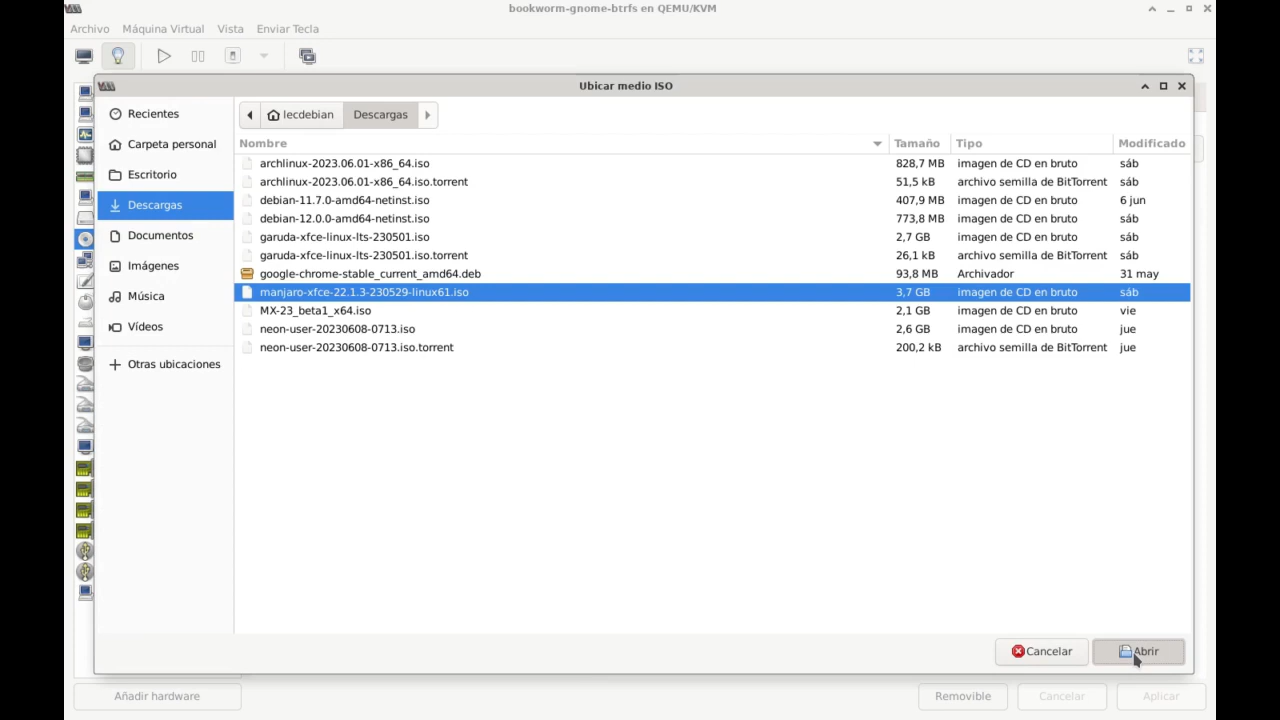 bookworm-gnome-btrfs en QEMU/KVM
Archivo Máquina Virtual Vista Enviar Tecla
Ubicar medio ISO
Recientes
Carpeta personal
Escritorio
Descargas
Documentos
Imágenes
Música
Vídeos
Otras ubicaciones
lecdebian Descargas
Nombre Tamaño Tipo Modificado
archlinux-2023.06.01-x86_64.iso 828,7 MB imagen de CD en bruto sáb
archlinux-2023.06.01-x86_64.iso.torrent 51,5 kB archivo semilla de BitTorrent sáb
debian-11.7.0-amd64-netinst.iso 407,9 MB imagen de CD en bruto 6 jun
debian-12.0.0-amd64-netinst.iso 773,8 MB imagen de CD en bruto sáb
garuda-xfce-linux-lts-230501.iso 2,7 GB imagen de CD en bruto sáb
garuda-xfce-linux-lts-230501.iso.torrent 26,1 kB archivo semilla de BitTorrent sáb
google-chrome-stable_current_amd64.deb 93,8 MB Archivador 31 may
manjaro-xfce-22.1.3-230529-linux61.iso 3,7 GB imagen de CD en bruto sáb
MX-23_beta1_x64.iso 2,1 GB imagen de CD en bruto vie
neon-user-20230608-0713.iso 2,6 GB imagen de CD en bruto jue
neon-user-20230608-0713.iso.torrent 200,2 kB archivo semilla de BitTorrent jue
Cancelar Abrir
Añadir hardware Removible Cancelar Aplicar